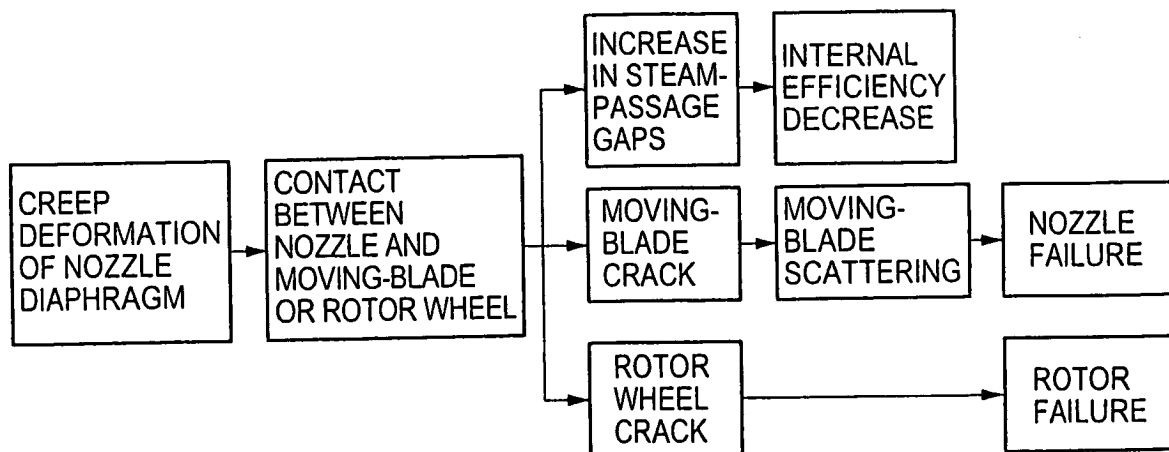 CREEP
DEFORMATION
OF NOZZLE
DIAPHRAGM
CONTACT
BETWEEN
NOZZLE AND
MOVING-BLADE
OR ROTOR WHEEL
INCREASE
IN STEAM-
PASSAGE
GAPS
INTERNAL
EFFICIENCY
DECREASE
MOVING-
BLADE
CRACK
MOVING-
BLADE
SCATTERING
NOZZLE
FAILURE
ROTOR
WHEEL
CRACK
ROTOR
FAILURE